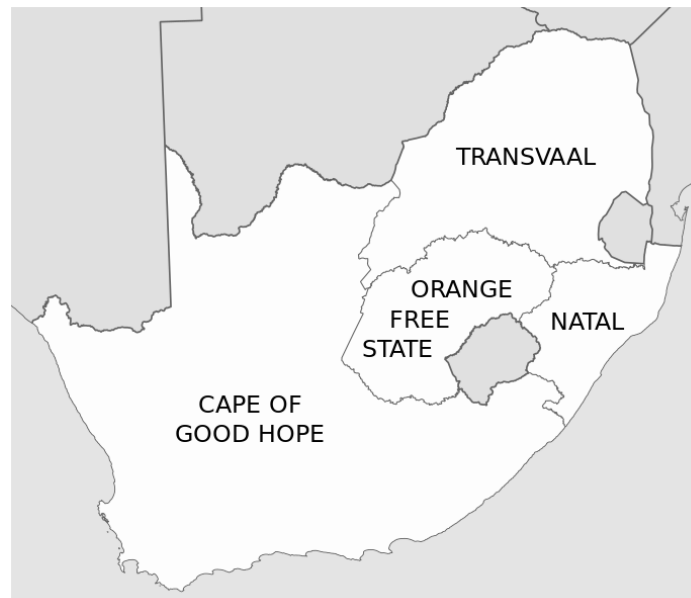 TRANSVAAL
ORANGE
FREE
STATE
NATAL
CAPE OF
GOOD HOPE